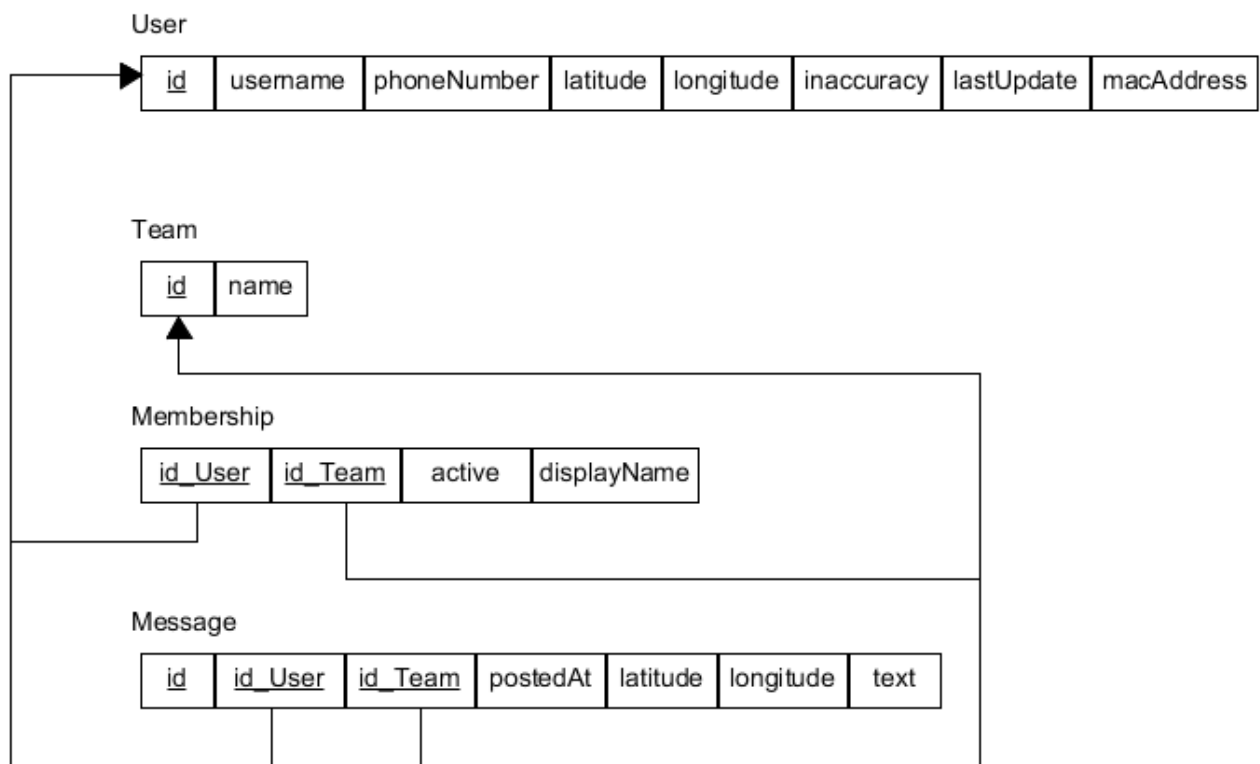 User
id username phoneNumber latitude longitude inaccuracy lastUpdate macAddress
Team
id name
Membership
id_User id_Team active displayName
Message
id id_User id_Team postedAt latitude longitude text